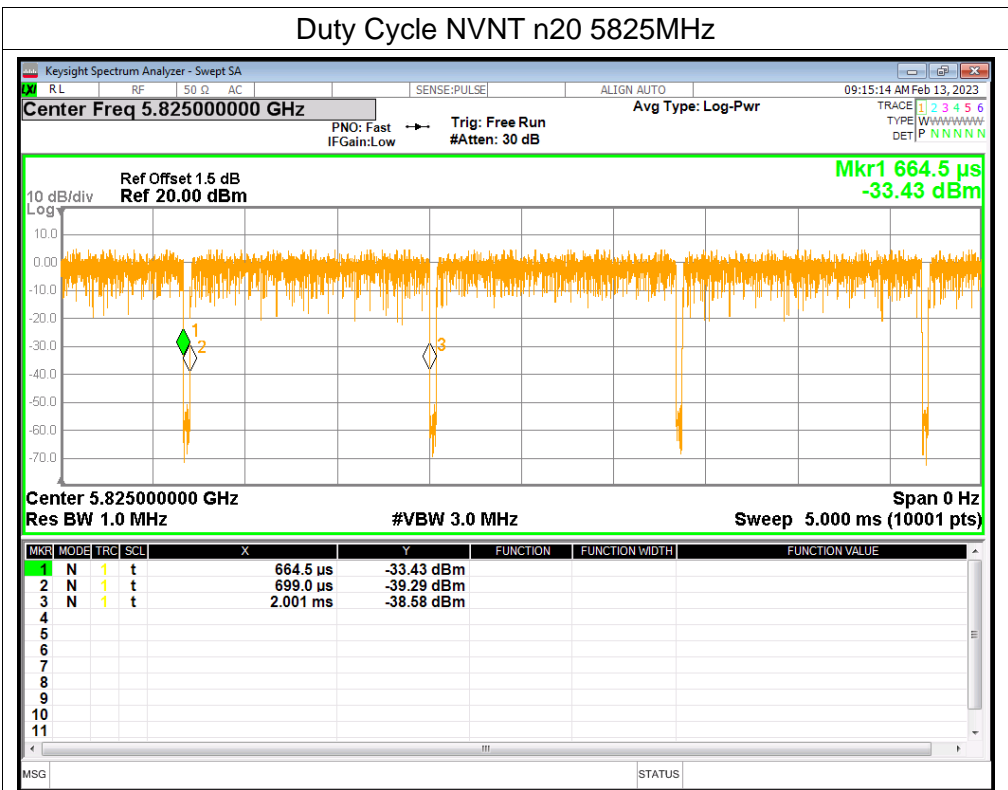 Duty Cycle NVNT n20 5825MHz
Keysight Spectrum Analyzer - Swept SA
LXI RL RF 50 Ω AC SENSE:PULSE ALIGN AUTO 09:15:14 AM Feb 13, 2023
Center Freq 5.825000000 GHz Avg Type: Log-Pwr TRACE 1 2 3 4 5 6
PNO: Fast Trig: Free Run TYPE WWWWWWW
IFGain:Low #Atten: 30 dB DET P N N N N N
Mkr1 664.5 µs
Ref Offset 1.5 dB
10 dB/div Ref 20.00 dBm -33.43 dBm
Log
10.0
0.00
-10.0
-20.0
1
-30.0 2 3
-40.0
-50.0
-60.0
-70.0
Center 5.825000000 GHz Span 0 Hz
Res BW 1.0 MHz #VBW 3.0 MHz Sweep 5.000 ms (10001 pts)
MKR MODE TRC SCL X Y FUNCTION FUNCTION WIDTH FUNCTION VALUE
1 N 1 t 664.5 µs -33.43 dBm
2 N 1 t 699.0 µs -39.29 dBm
3 N 1 t 2.001 ms -38.58 dBm
4
5
6
7
8
9
10
11
MSG STATUS